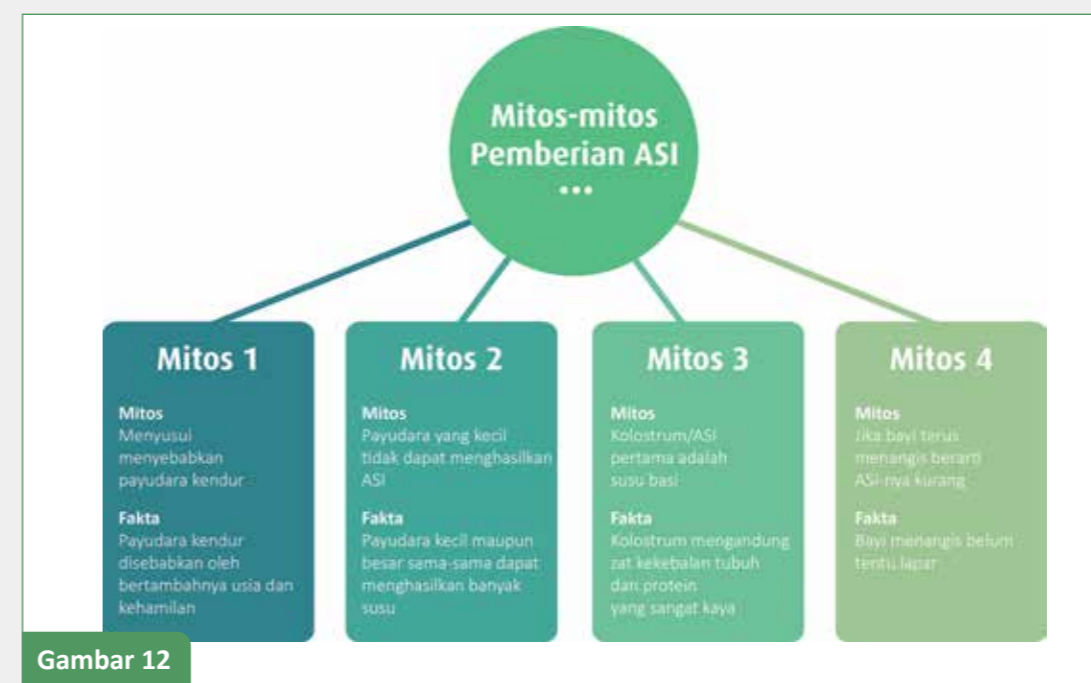 Mitos-mitos
Pemberian ASI
...
Mitos 1
Mitos
Menyusui
menyebabkan
payudara kendur
Fakta
Payudara kendur
disebabkan oleh
bertambahnya usia dan
kehamilan
Mitos 2
Mitos
Payudara yang kecil
tidak dapat menghasilkan
ASI
Fakta
Payudara kecil maupun
besar sama-sama dapat
menghasilkan banyak
susu
Mitos 3
Mitos
Kolostrum/ASI
pertama adalah
susu basi
Fakta
Kolostrum mengandung
zat kekebalan tubuh
dan protein
yang sangat kaya
Mitos 4
Mitos
Jika bayi terus
menangis berarti
ASI-nya kurang
Fakta
Bayi menangis belum
tentu lapar
Gambar 12